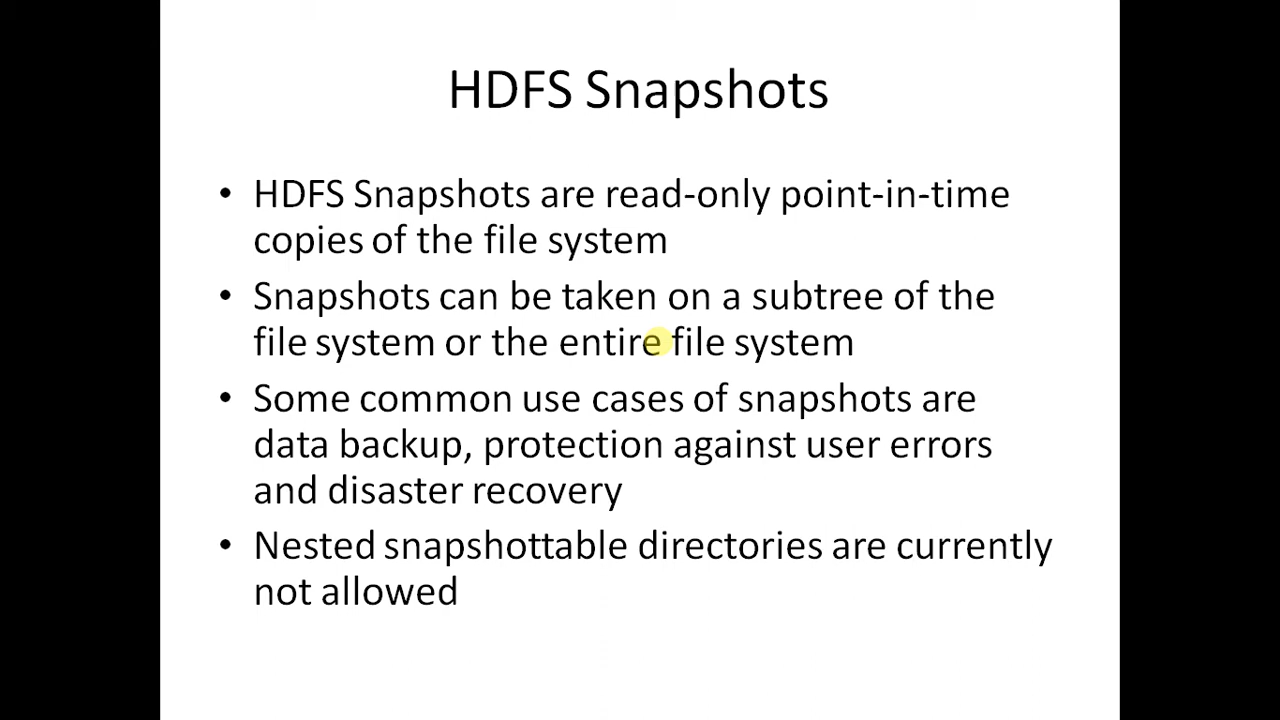 HDFS Snapshots
• HDFS Snapshots are read-only point-in-time
copies of the file system
• Snapshots can be taken on a subtree of the
file system or the entire file system
• Some common use cases of snapshots are
data backup, protection against user errors
and disaster recovery
• Nested snapshottable directories are currently
not allowed